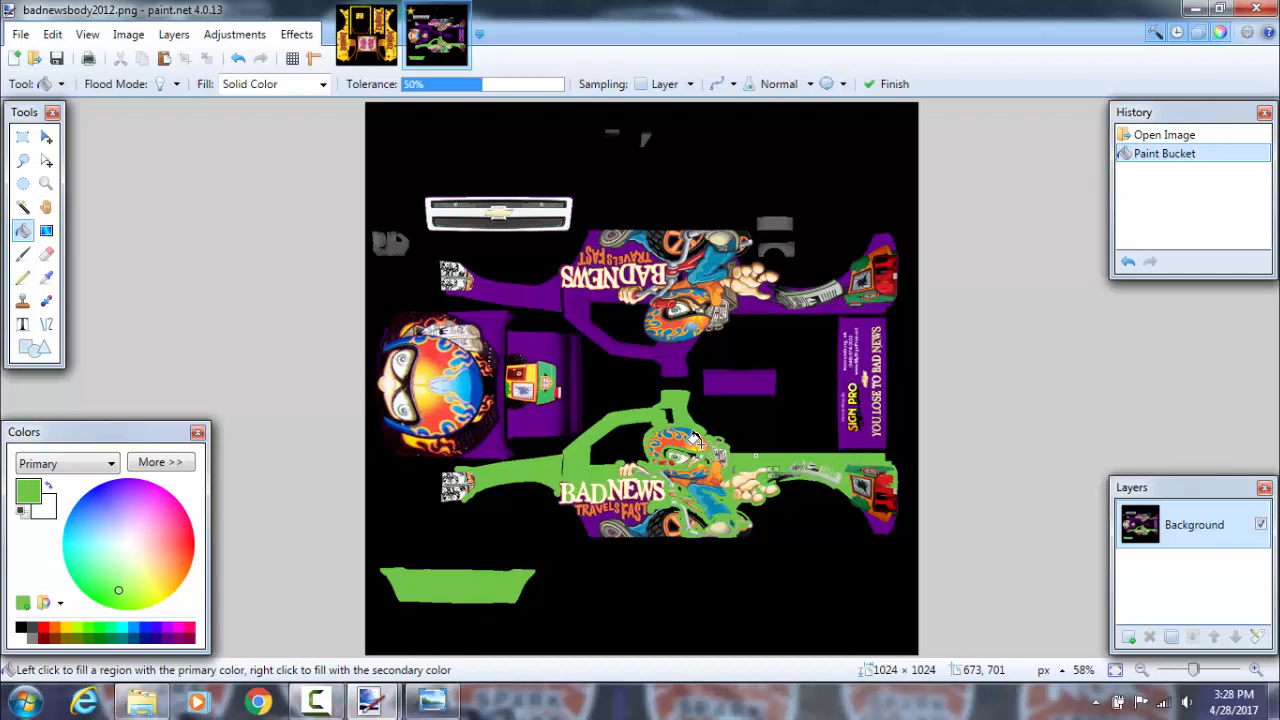 badnewsbody2012.png - paint.net 4.0.13
File Edit View Image Layers Adjustments Effects
Tool: Flood Mode: Fill: Solid Color Tolerance: 50% Sampling: Layer Normal Finish
Tools
History
Open Image
Paint Bucket
TRAVELS FAST
BAD NEWS
SIGN PRO
YOU LOSE TO BAD NEWS
BAD NEWS
TRAVELS FAST
Colors
Primary
More >>
Layers
Background
Left click to fill a region with the primary color, right click to fill with the secondary color
1024 × 1024
673, 701
px
58%
3:28 PM
4/28/2017